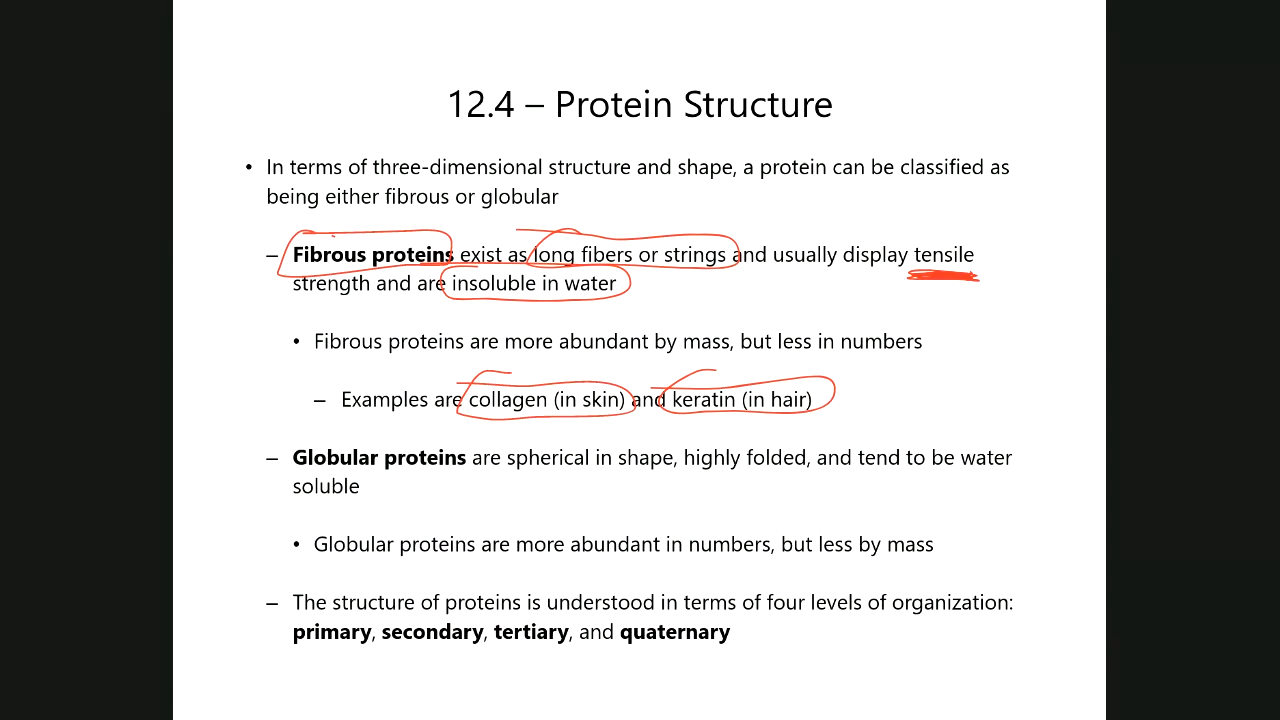 12.4 – Protein Structure
• In terms of three-dimensional structure and shape, a protein can be classified as
being either fibrous or globular
– Fibrous proteins exist as long fibers or strings and usually display tensile
strength and are insoluble in water
• Fibrous proteins are more abundant by mass, but less in numbers
– Examples are collagen (in skin) and keratin (in hair)
– Globular proteins are spherical in shape, highly folded, and tend to be water
soluble
• Globular proteins are more abundant in numbers, but less by mass
– The structure of proteins is understood in terms of four levels of organization:
primary, secondary, tertiary, and quaternary